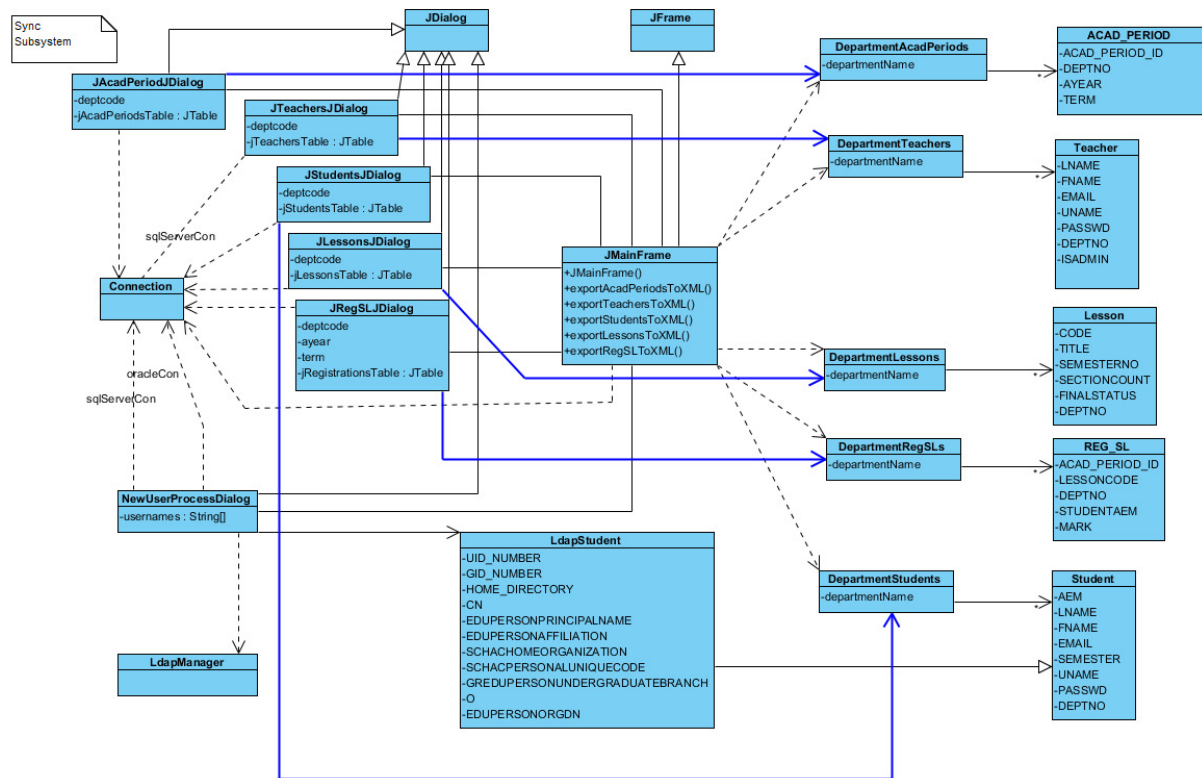 Sync
Subsystem
JDialog
JFrame
JAcadPeriodJDialog
-deptcode
-jAcadPeriodsTable : JTable
JTeachersJDialog
-deptcode
-jTeachersTable : JTable
JStudentsJDialog
-deptcode
-jStudentsTable : JTable
JLessonsJDialog
-deptcode
-jLessonsTable : JTable
JRegSLJDialog
-deptcode
-ayear
-term
-jRegistrationsTable : JTable
sqlServerCon
Connection
oracleCon
sqlServerCon
NewUserProcessDialog
-usernames : String[]
LdapManager
JMainFrame
+JMainFrame()
+exportAcadPeriodsToXML()
+exportTeachersToXML()
+exportStudentsToXML()
+exportLessonsToXML()
+exportRegSLToXML()
LdapStudent
-UID_NUMBER
-GID_NUMBER
-HOME_DIRECTORY
-CN
-EDUPERSONPRINCIPALNAME
-EDUPERSONAFFILIATION
-SCHACHOMEORGANIZATION
-SCHACPERSONALUNIQUECODE
-GREDUPERSONUNDERGRADUATEBRANCH
-O
-EDUPERSONORGDN
DepartmentAcadPeriods
-departmentName
*
ACAD_PERIOD
-ACAD_PERIOD_ID
-DEPTNO
-AYEAR
-TERM
DepartmentTeachers
-departmentName
*
Teacher
-LNAME
-FNAME
-EMAIL
-UNAME
-PASSWD
-DEPTNO
-ISADMIN
DepartmentLessons
-departmentName
*
Lesson
-CODE
-TITLE
-SEMESTERNO
-SECTIONCOUNT
-FINALSTATUS
-DEPTNO
DepartmentRegSLs
-departmentName
*
REG_SL
-ACAD_PERIOD_ID
-LESSONCODE
-DEPTNO
-STUDENTAEM
-MARK
DepartmentStudents
-departmentName
*
Student
-AEM
-LNAME
-FNAME
-EMAIL
-SEMESTER
-UNAME
-PASSWD
-DEPTNO